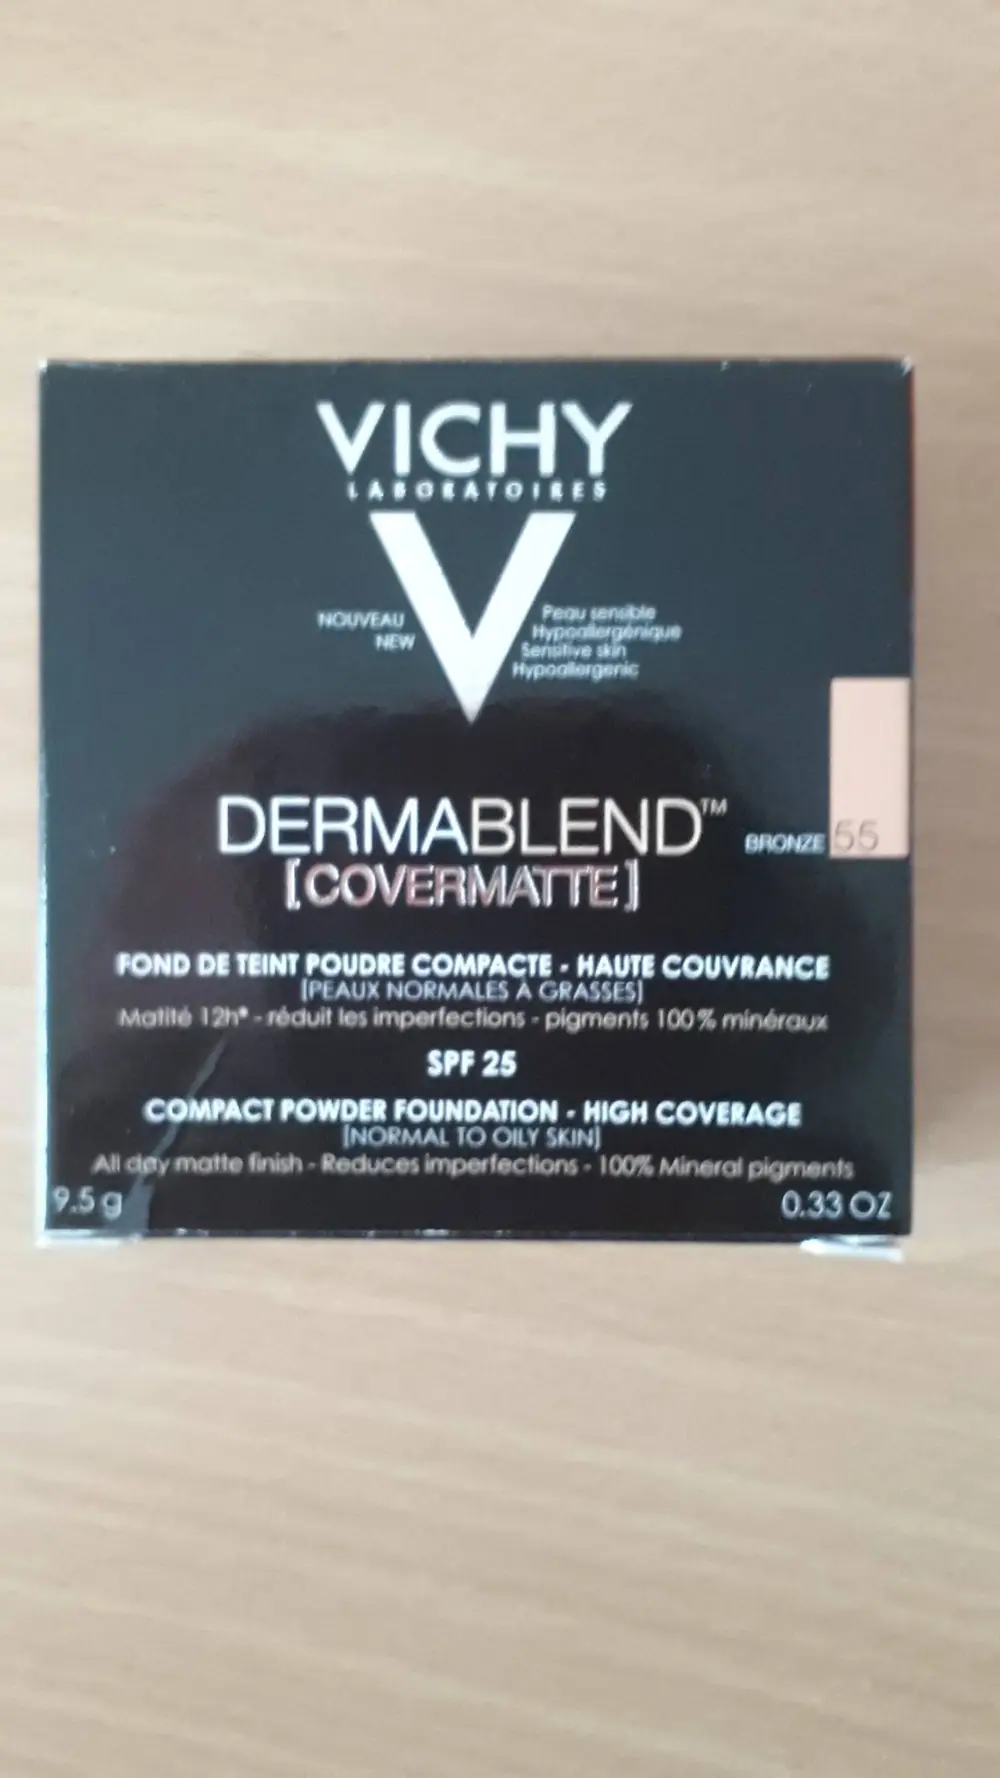 VICHY
LABORATOIRES
V
NOUVEAU
NEW
Peau sensible
Hypoallergénique
Sensitive skin
Hypoallergenic
DERMABLEND™
[COVERMATTE]
BRONZE 55
FOND DE TEINT POUDRE COMPACTE - HAUTE COUVRANCE
[PEAUX NORMALES À GRASSES]
Matité 12h* - réduit les imperfections - pigments 100% minéraux
SPF 25
COMPACT POWDER FOUNDATION - HIGH COVERAGE
[NORMAL TO OILY SKIN]
All day matte finish - Reduces imperfections - 100% Mineral pigments
9.5 g
0.33 OZ